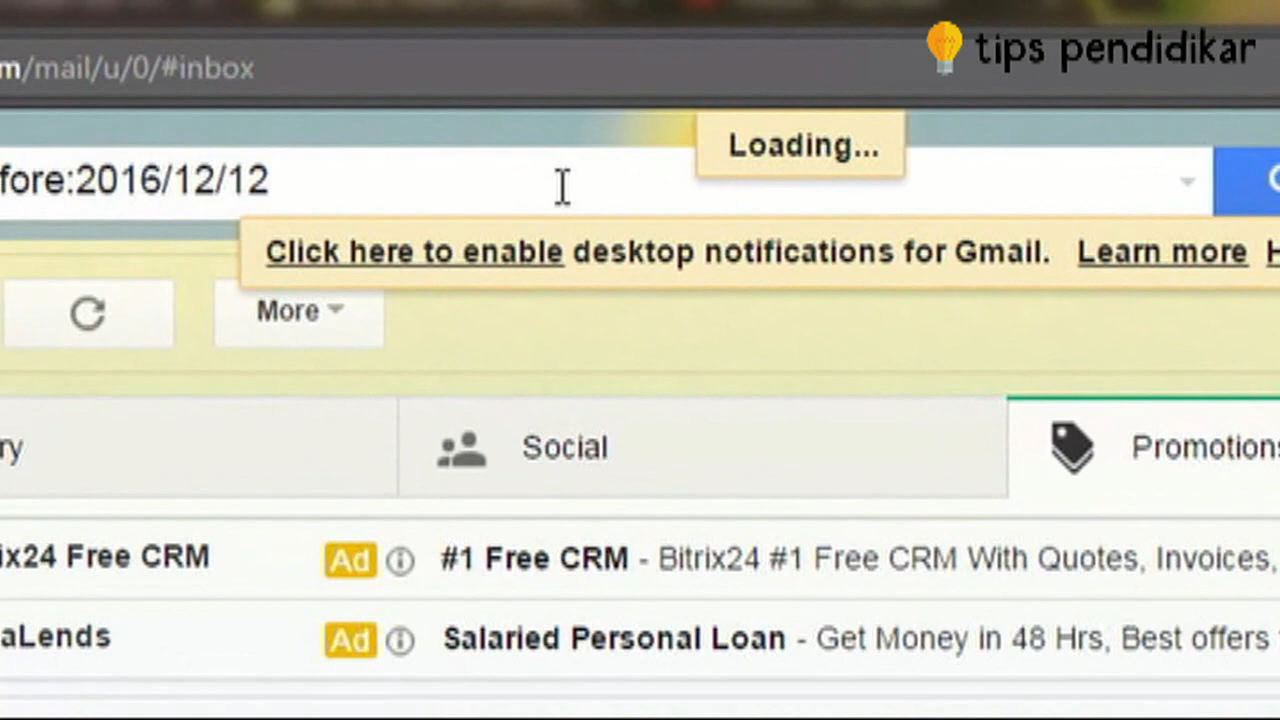 tips pendidikar
m/mail/u/0/#inbox
Loading...
fore:2016/12/12
Click here to enable desktop notifications for Gmail. Learn more H
More
ry
Social
Promotions
ix24 Free CRM Ad #1 Free CRM - Bitrix24 #1 Free CRM With Quotes, Invoices,
aLends Ad Salaried Personal Loan - Get Money in 48 Hrs, Best offers